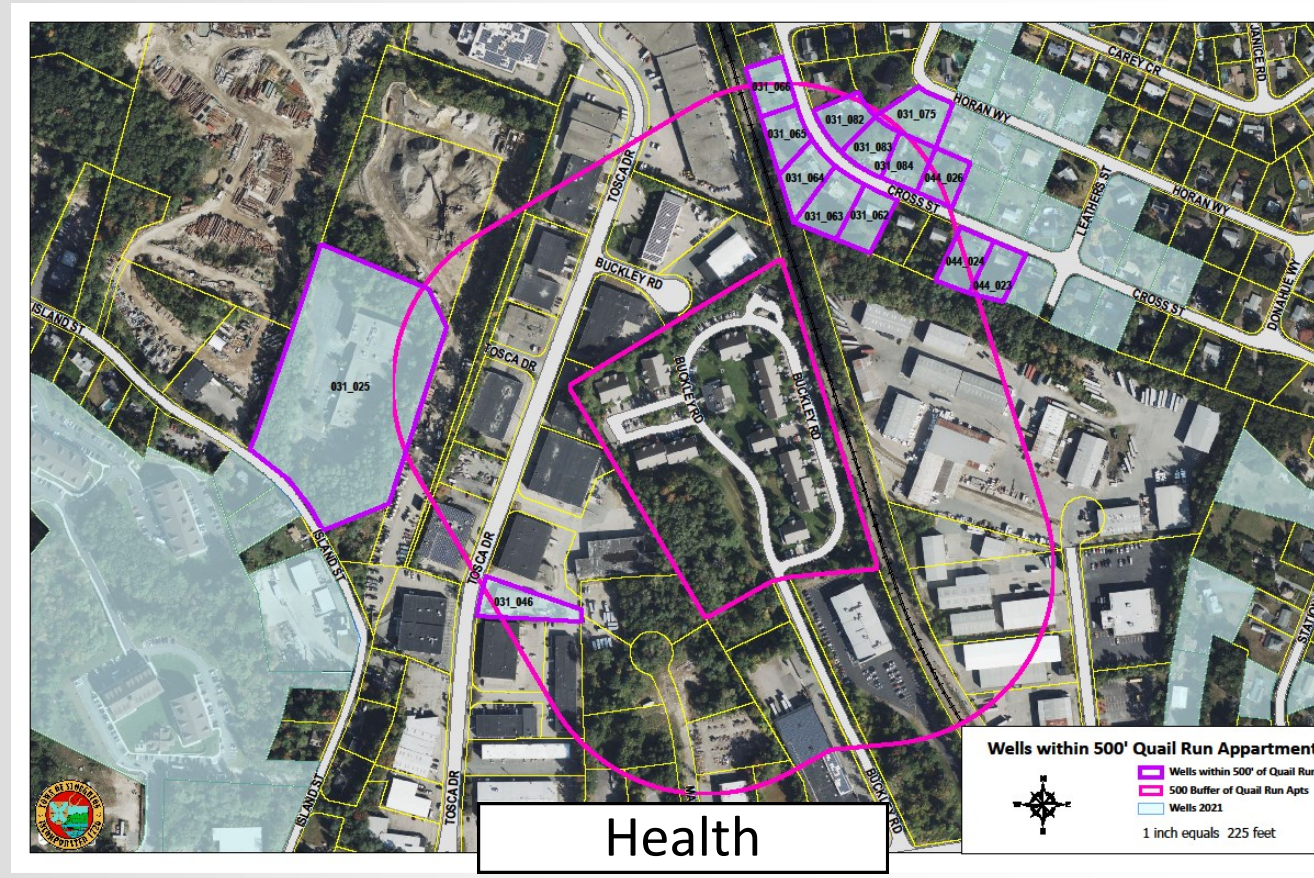 CAREY CR
JANICE RD
031_066
HORAN WY
031_082
031_075
031_065
TOSCA DR
031_083
031_084
031_064
044_026
CROSS ST
LEATHERS ST
HORAN WY
031_063
031_062
044_024
BUCKLEY RD
044_023
DONAHUE WY
CROSS ST
ISLAND ST
TOSCA DR
031_025
BUCKLEY RD
BUCKLEY RD
ISLAND ST
TOSCA DR
031_046
STAN
Wells within 500' Quail Run Appartment
N
Wells within 500' of Quail Run
500 Buffer of Quail Run Apts
W
E
Wells 2021
S
1 inch equals 225 feet
ISLAND ST
TOSCA DR
MA
BUCKLEY RD
Health